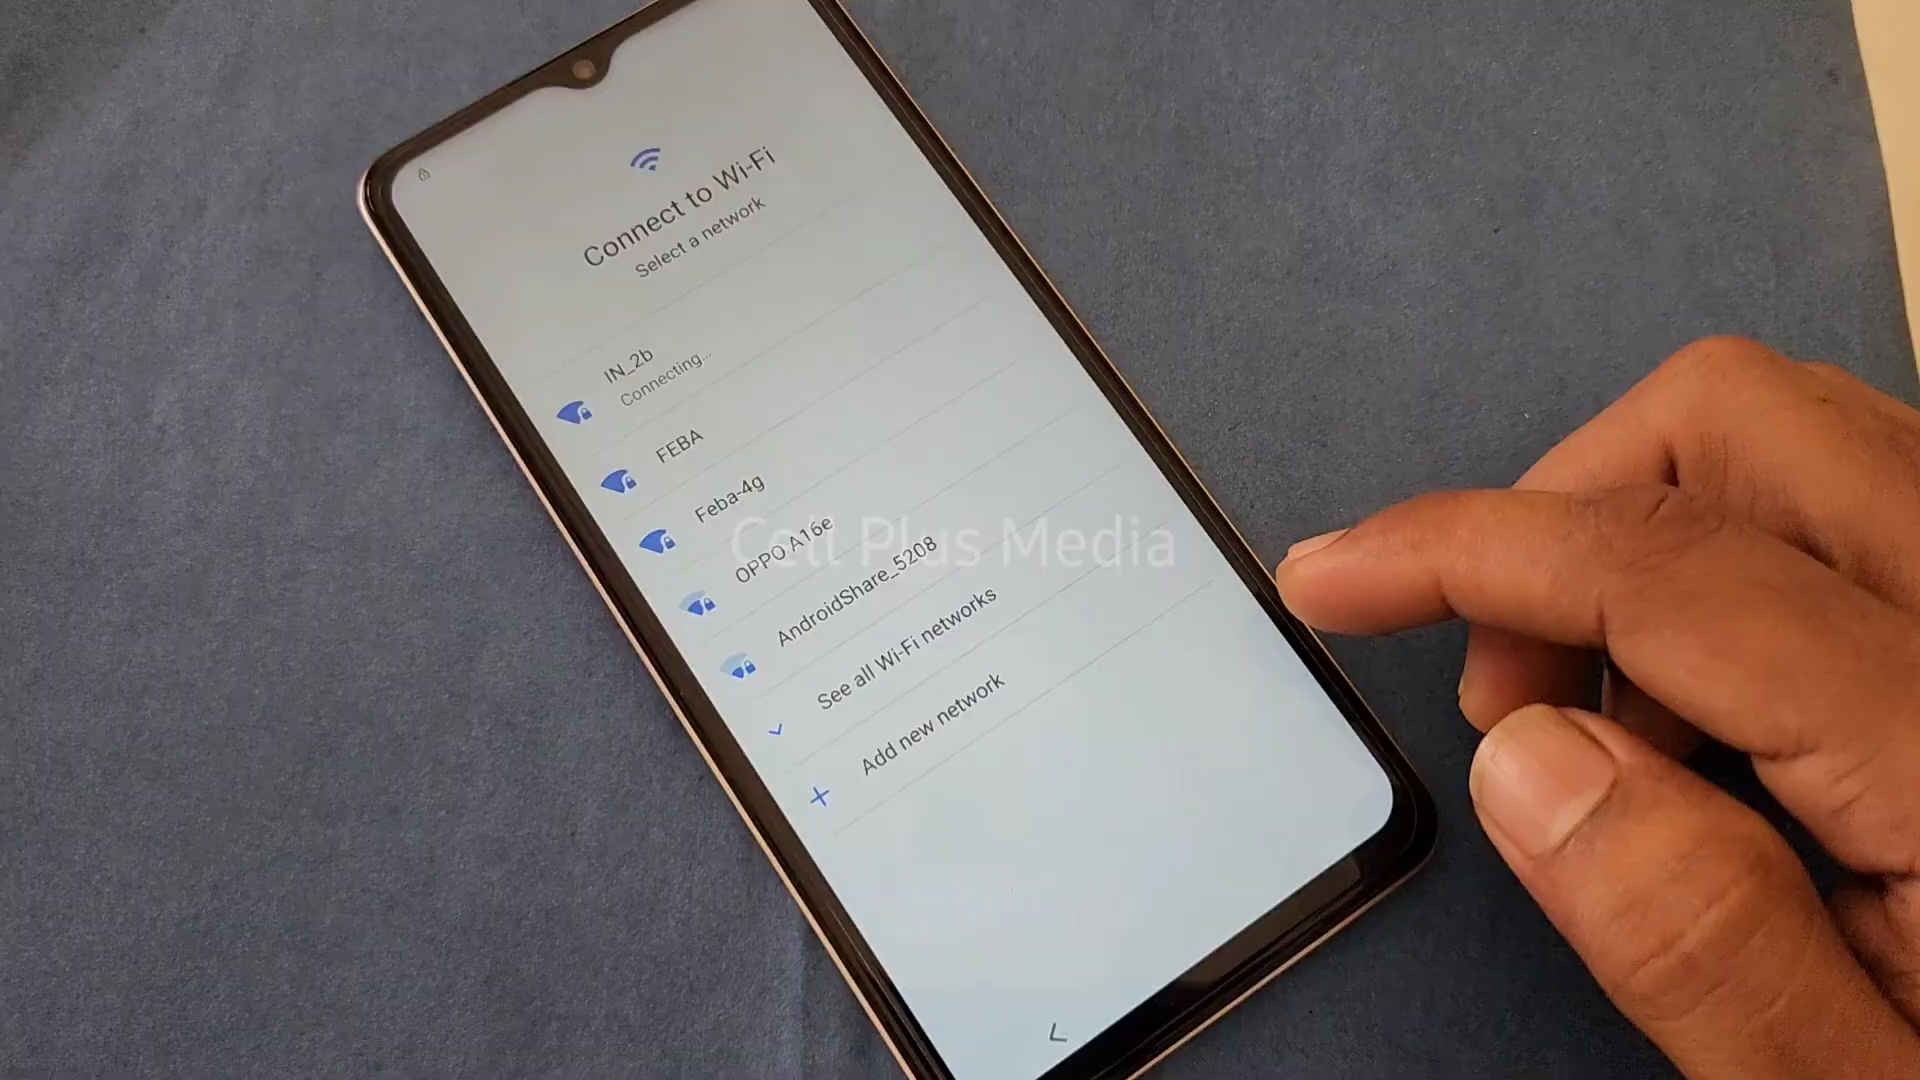 Connect to Wi-Fi
Select a network
IN_2b
Connecting...
FEBA
Feba-4g
OPPO A16e
AndroidShare_5208
See all Wi-Fi networks
Add new network
Cell Plus Media